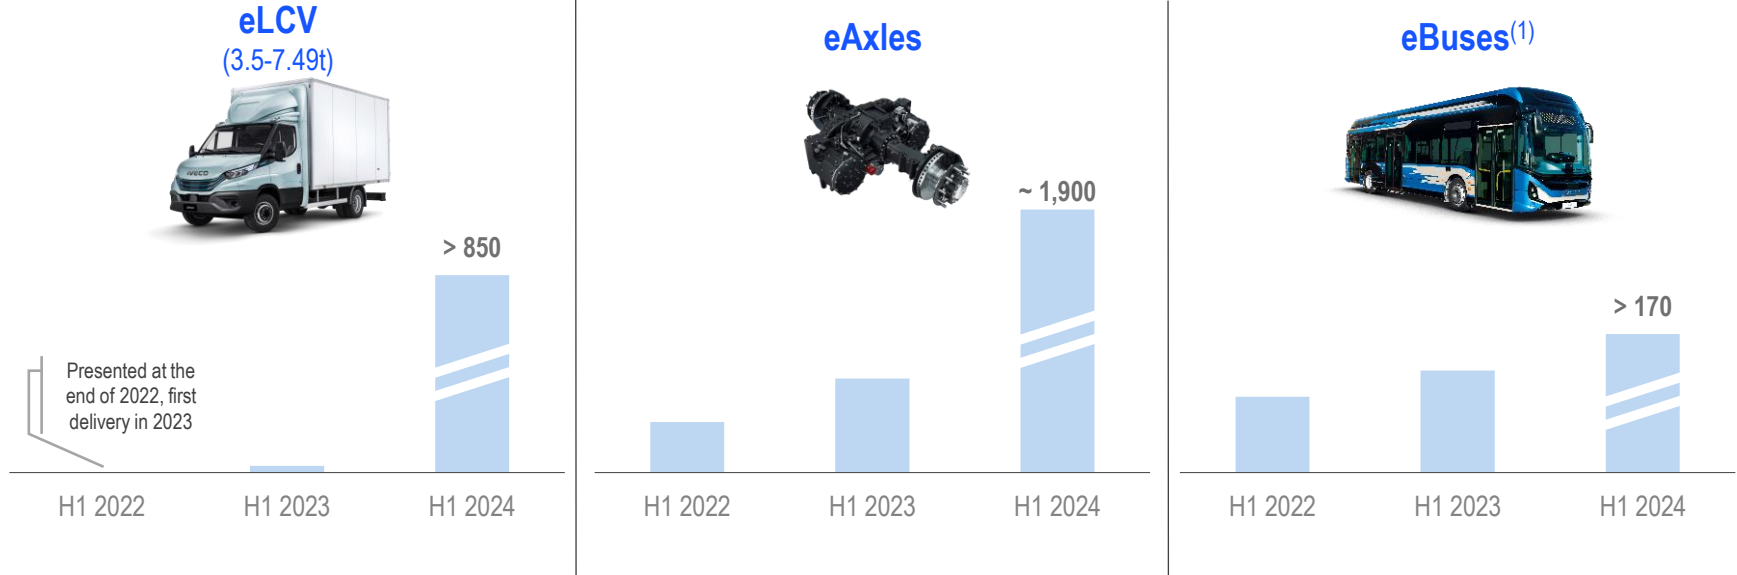 eLCV
(3.5-7.49t)
IVECO
> 850
Presented at the
end of 2022, first
delivery in 2023
H1 2022
H1 2023
H1 2024
eAxles
~ 1,900
H1 2022
H1 2023
H1 2024
eBuses(1)
> 170
H1 2022
H1 2023
H1 2024